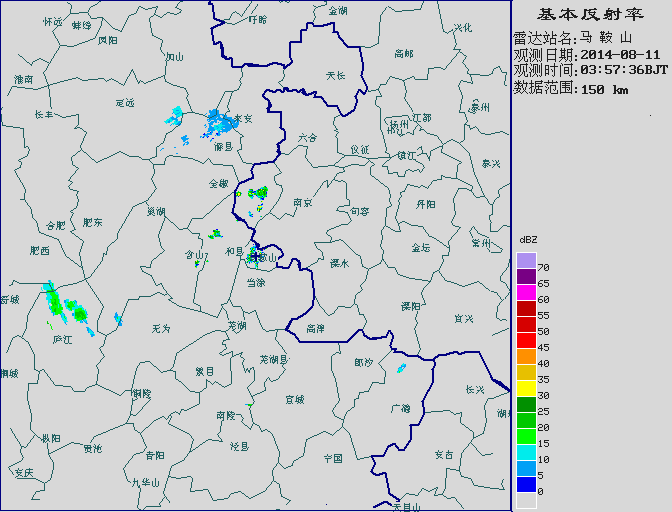 基本反射率
雷达站名:马 鞍 山
观测日期:2014-08-11
观测时间:03:57:36BJT
数据范围:150 km
dBZ
70
65
60
55
50
45
40
35
30
25
20
15
10
5
0
怀远
蚌埠
凤阳
盱眙
金湖
兴化
高邮
淮南
天长
定远
长丰
来安
滁县
六合
扬州
江都
泰州
仪征
镇江
泰兴
全椒
巢湖
南京
句容
丹阳
合肥
肥东
肥西
含山
和县
马鞍山
当涂
溧水
金坛
常州
舒城
庐江
无为
芜湖
高淳
溧阳
宜兴
芜湖县
郎溪
桐城
繁昌
铜陵
宣城
南陵
广德
长兴
枞阳
贵池
青阳
泾县
宁国
安吉
安庆
九华山
天目山